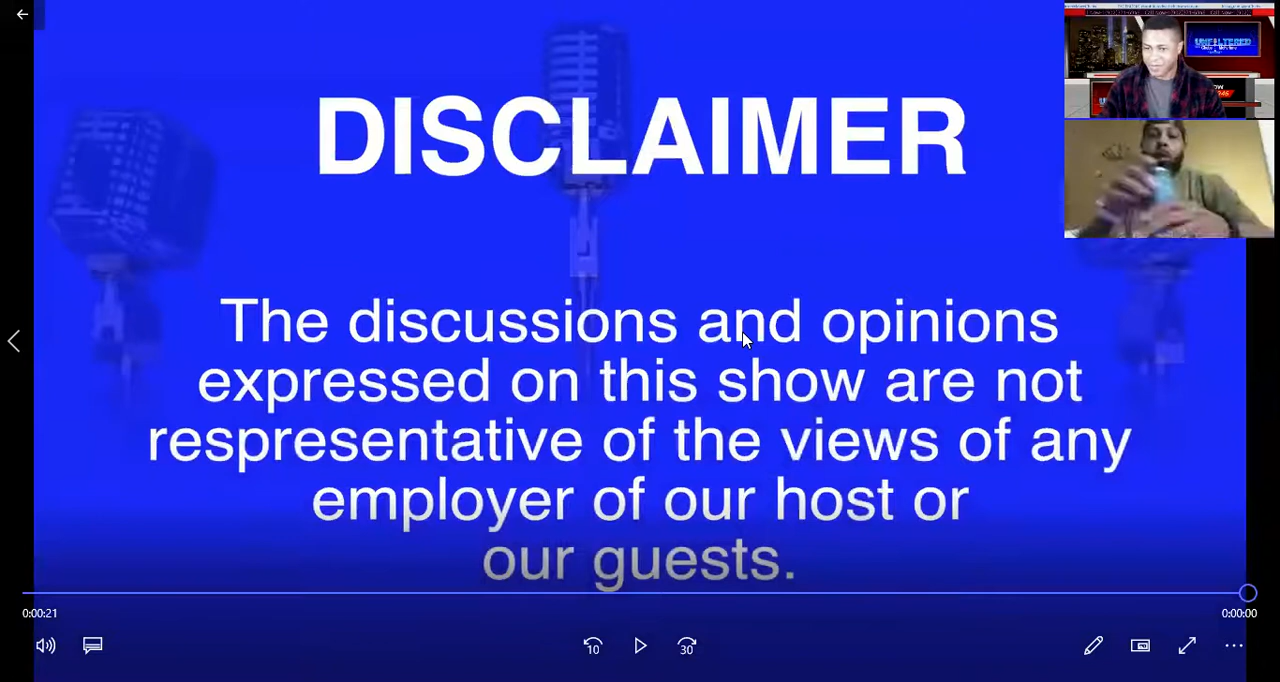 DISCLAIMER
The discussions and opinions
expressed on this show are not
respresentative of the views of any
employer of our host or
our guests.
UNFILTERED
0:00:21
0:00:00
10
30